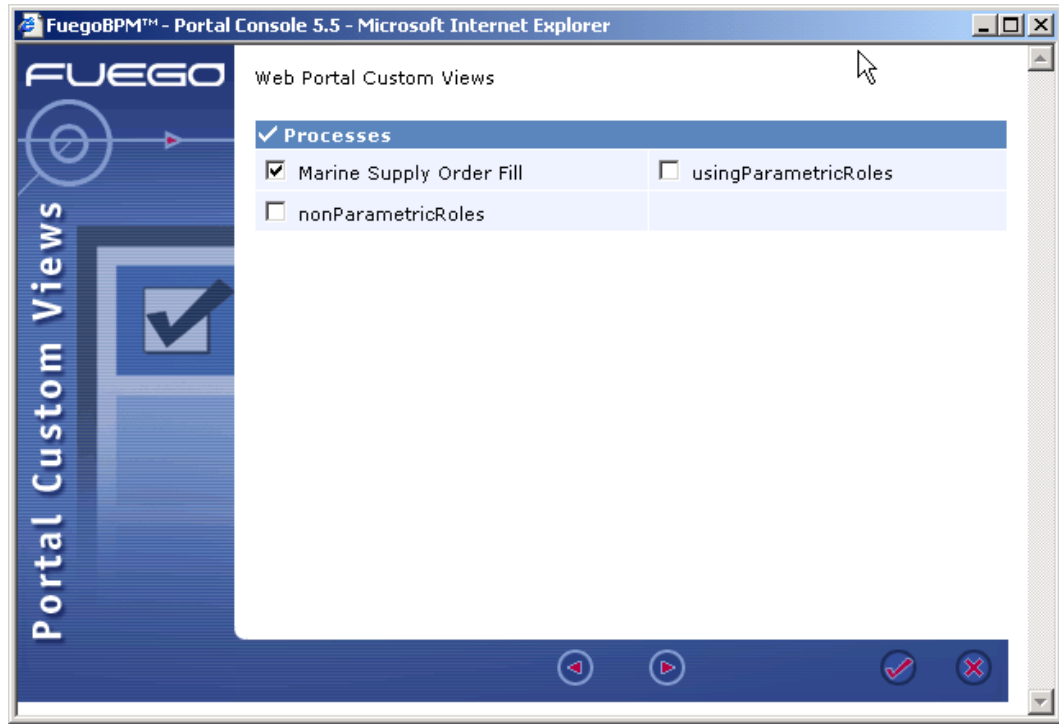 FuegoBPM™ - Portal Console 5.5 - Microsoft Internet Explorer
FUEGO
Web Portal Custom Views
Processes
Marine Supply Order Fill
usingParametricRoles
nonParametricRoles
Portal Custom Views